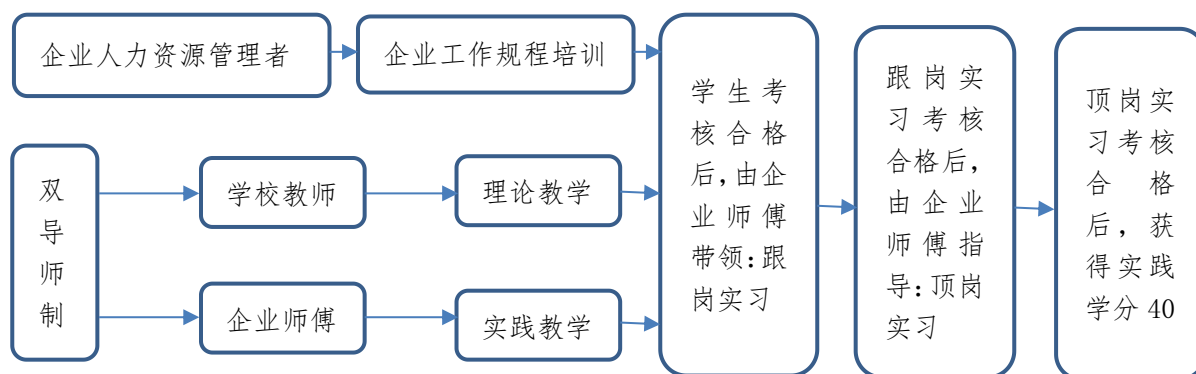 企业人力资源管理者
企业工作规程培训
双
导
师
制
学校教师
理论教学
企业师傅
实践教学
学生考
核合格
后,由企
业师傅
带领:跟
岗实习
跟岗实
习考核
合格后,
由企业
师傅指
导:顶岗
实习
顶岗实
习考核
合格
后，获
得实践
学分 40